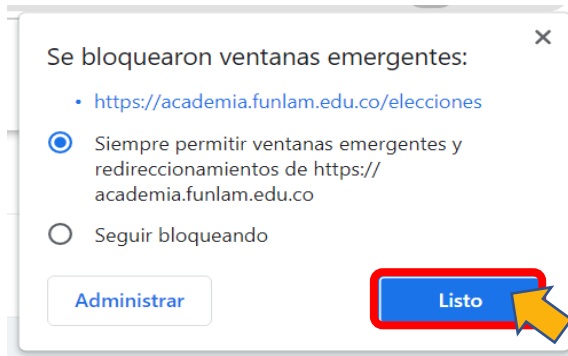 Se bloquearon ventanas emergentes:
• https://academia.funlam.edu.co/elecciones
Siempre permitir ventanas emergentes y
redireccionamientos de https://
academia.funlam.edu.co
Seguir bloqueando
Administrar
Listo